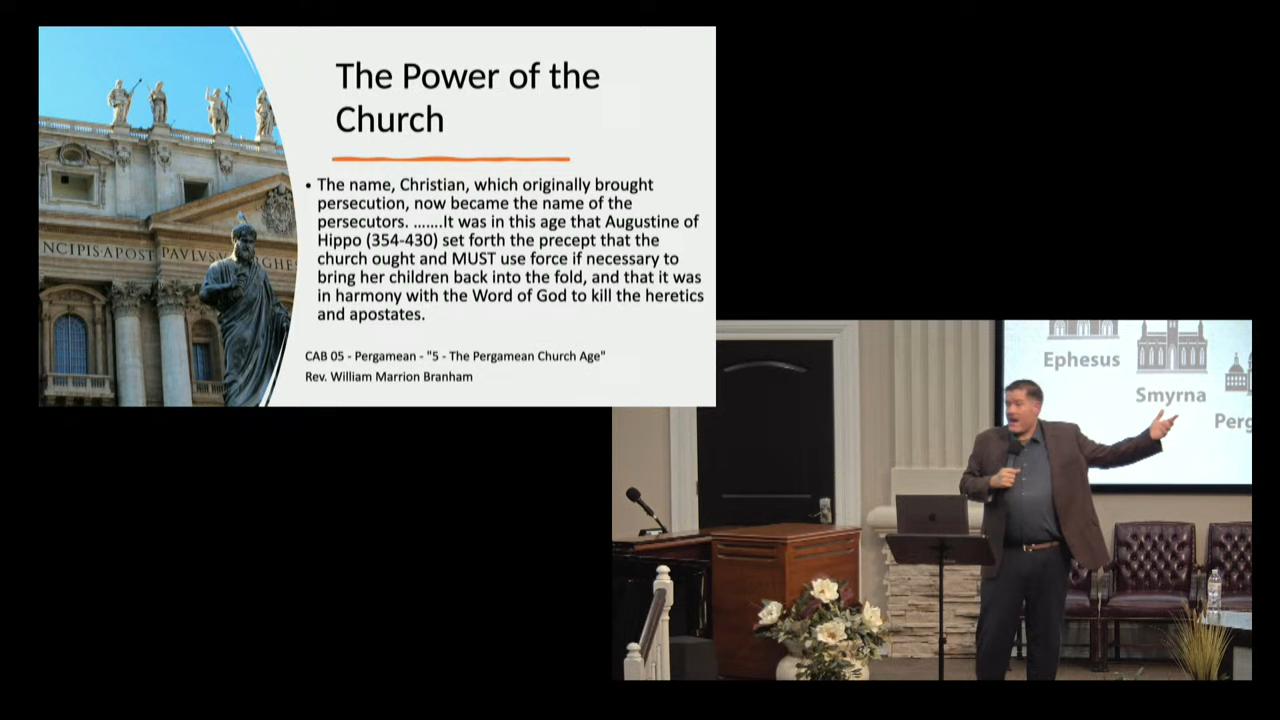 The Power of the
Church
• The name, Christian, which originally brought
persecution, now became the name of the
persecutors. …….It was in this age that Augustine of
Hippo (354-430) set forth the precept that the
church ought and MUST use force if necessary to
bring her children back into the fold, and that it was
in harmony with the Word of God to kill the heretics
and apostates.
CAB 05 - Pergamean - "5 - The Pergamean Church Age"
Rev. William Marrion Branham
NCIPIS·APOST PAVLVS
Ephesus
Smyrna
Perg